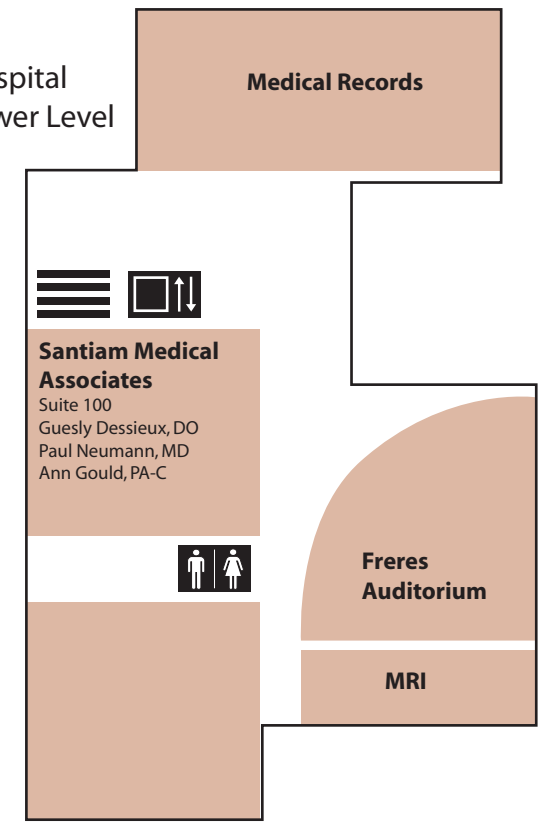 spital
wer Level
Medical Records
Santiam Medical
Associates
Suite 100
Guesly Dessieux, DO
Paul Neumann, MD
Ann Gould, PA-C
Freres
Auditorium
MRI